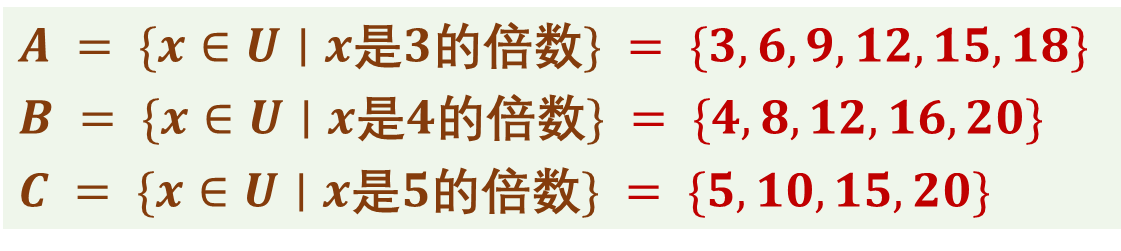 A = {x ∈ U | x是3的倍数} = {3, 6, 9, 12, 15, 18}
B = {x ∈ U | x是4的倍数} = {4, 8, 12, 16, 20}
C = {x ∈ U | x是5的倍数} = {5, 10, 15, 20}